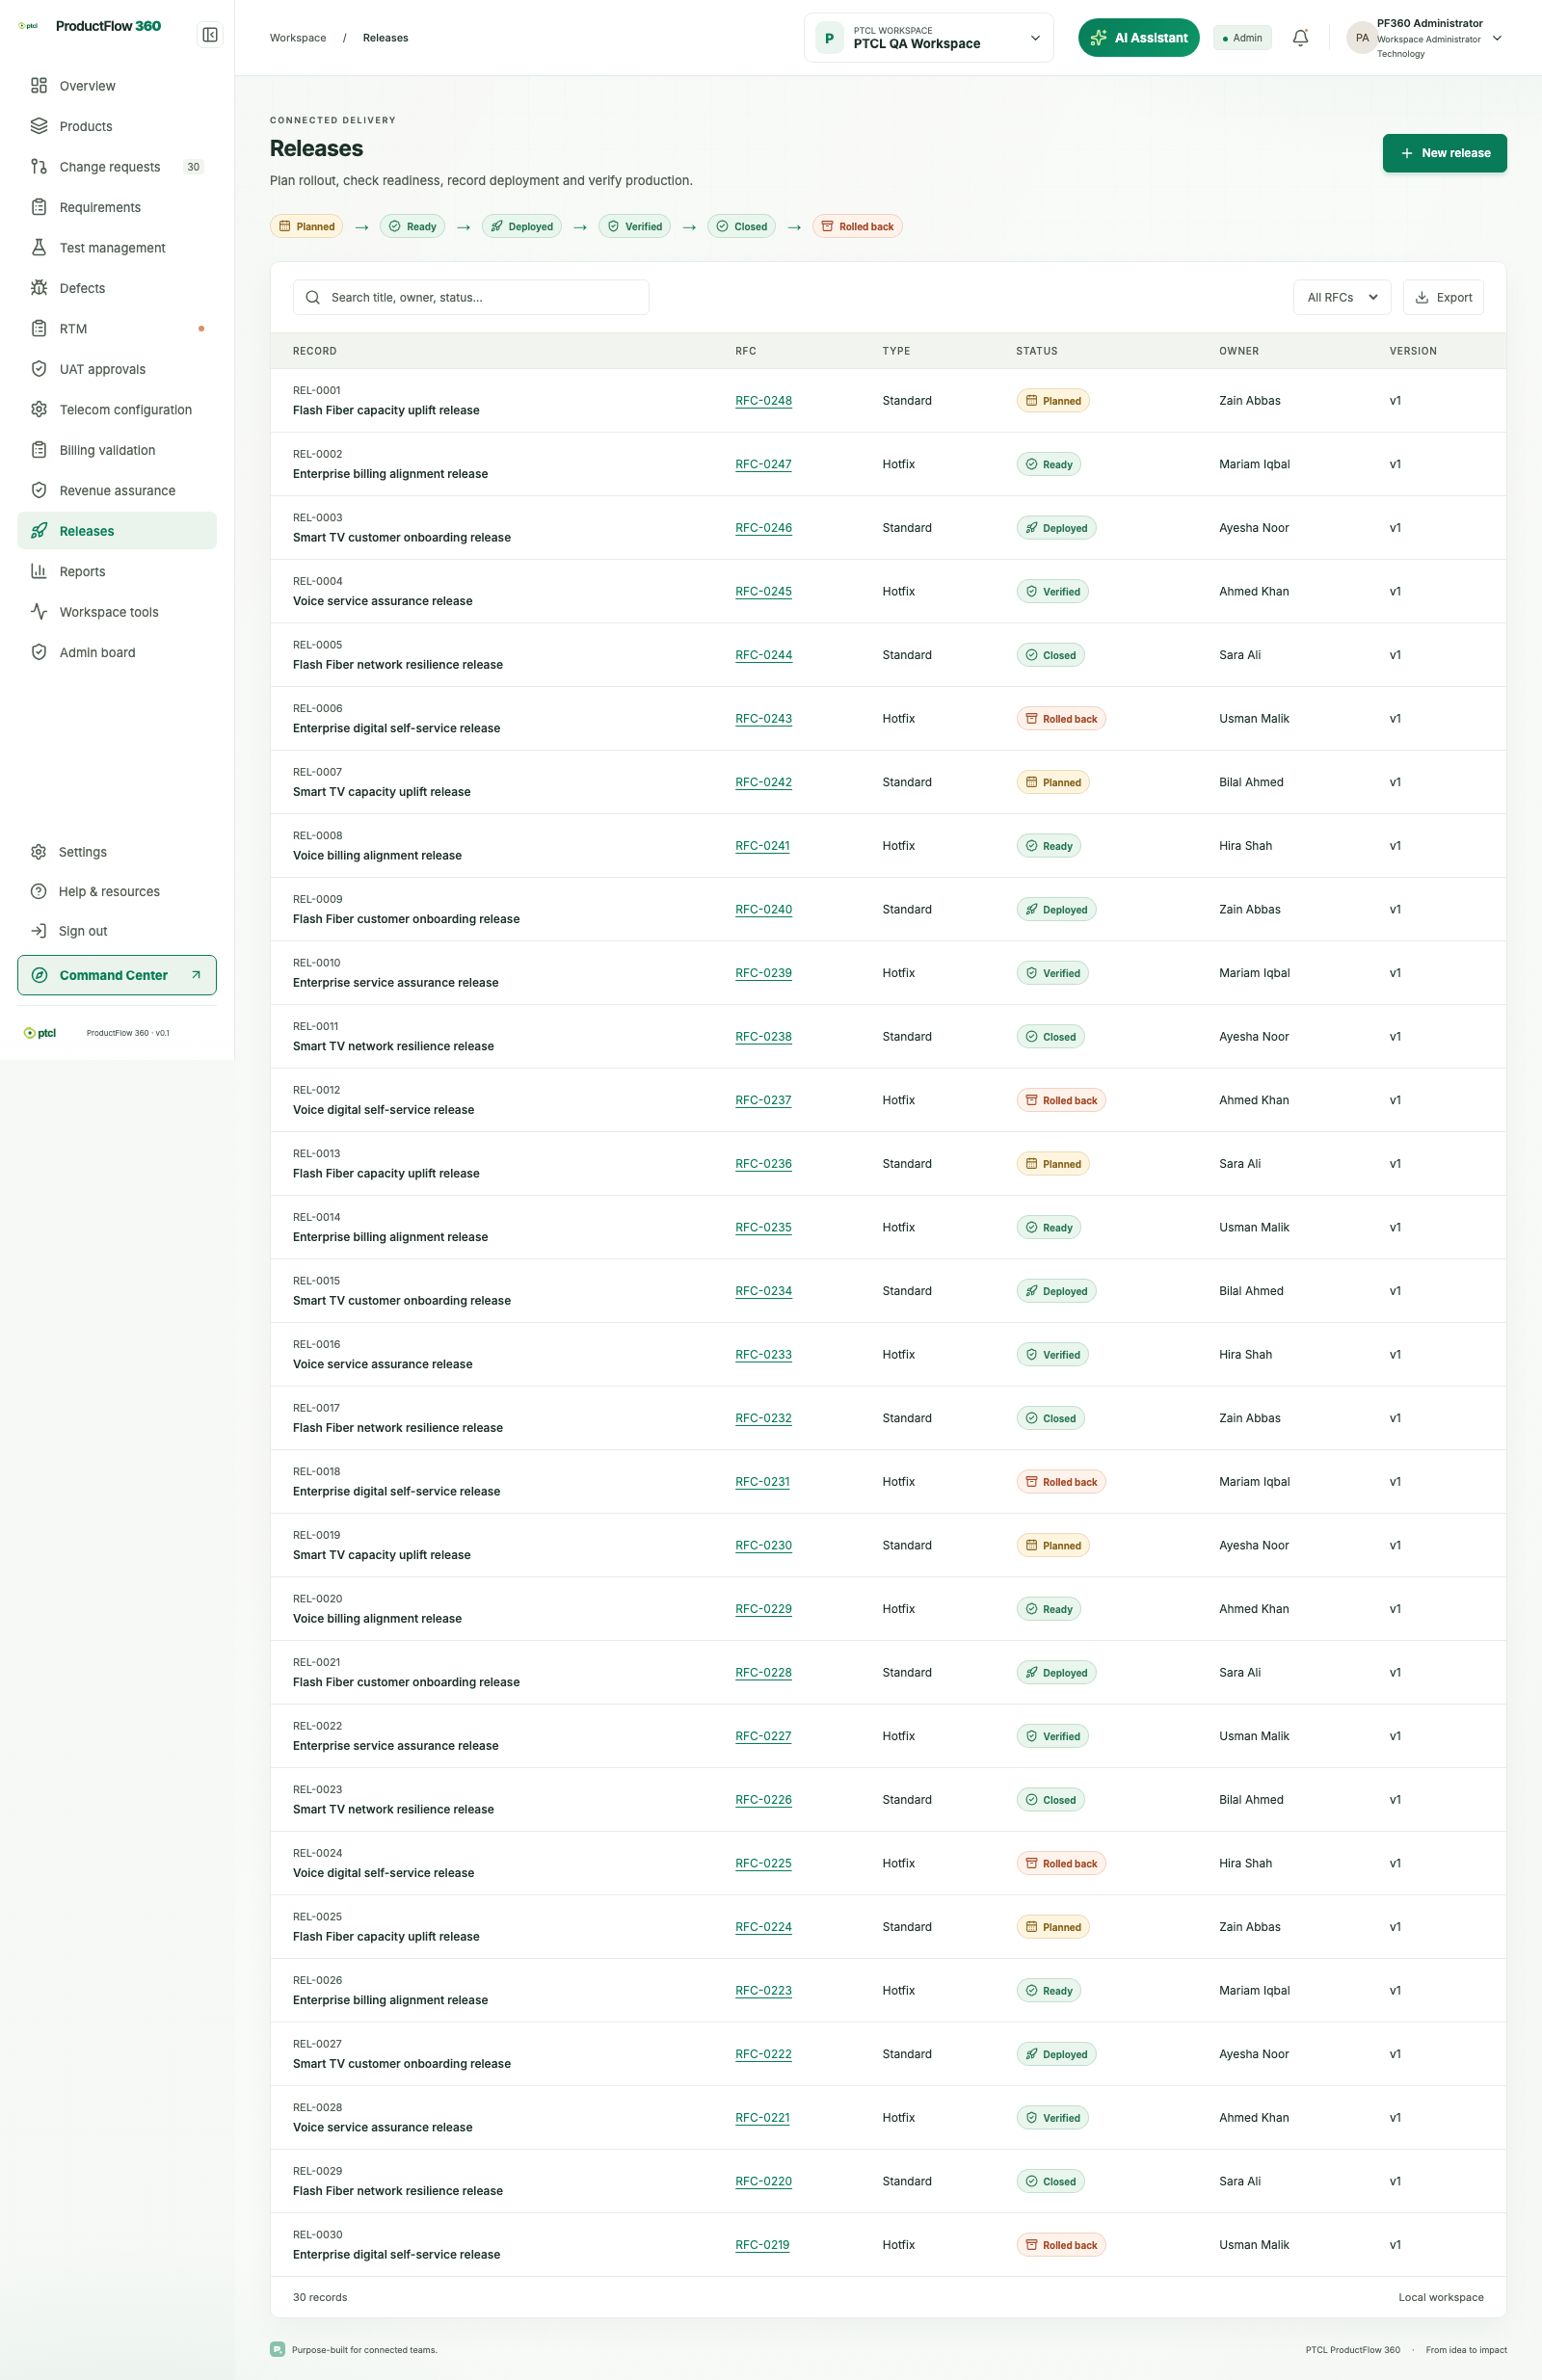 ptcl ProductFlow 360
Overview
Products
Change requests 30
Requirements
Test management
Defects
RTM
UAT approvals
Telecom configuration
Billing validation
Revenue assurance
Releases
Reports
Workspace tools
Admin board
Settings
Help & resources
Sign out
Command Center
ptcl ProductFlow 360 · v0.1
Workspace / Releases
P
PTCL WORKSPACE
PTCL QA Workspace
AI Assistant
Admin
PA
PF360 Administrator
Workspace Administrator
Technology
CONNECTED DELIVERY
Releases
Plan rollout, check readiness, record deployment and verify production.
New release
Planned → Ready → Deployed → Verified → Closed → Rolled back
Search title, owner, status...
All RFCs
Export
RECORD RFC TYPE STATUS OWNER VERSION
REL-0001
Flash Fiber capacity uplift release RFC-0248 Standard Planned Zain Abbas v1
REL-0002
Enterprise billing alignment release RFC-0247 Hotfix Ready Mariam Iqbal v1
REL-0003
Smart TV customer onboarding release RFC-0246 Standard Deployed Ayesha Noor v1
REL-0004
Voice service assurance release RFC-0245 Hotfix Verified Ahmed Khan v1
REL-0005
Flash Fiber network resilience release RFC-0244 Standard Closed Sara Ali v1
REL-0006
Enterprise digital self-service release RFC-0243 Hotfix Rolled back Usman Malik v1
REL-0007
Smart TV capacity uplift release RFC-0242 Standard Planned Bilal Ahmed v1
REL-0008
Voice billing alignment release RFC-0241 Hotfix Ready Hira Shah v1
REL-0009
Flash Fiber customer onboarding release RFC-0240 Standard Deployed Zain Abbas v1
REL-0010
Enterprise service assurance release RFC-0239 Hotfix Verified Mariam Iqbal v1
REL-0011
Smart TV network resilience release RFC-0238 Standard Closed Ayesha Noor v1
REL-0012
Voice digital self-service release RFC-0237 Hotfix Rolled back Ahmed Khan v1
REL-0013
Flash Fiber capacity uplift release RFC-0236 Standard Planned Sara Ali v1
REL-0014
Enterprise billing alignment release RFC-0235 Hotfix Ready Usman Malik v1
REL-0015
Smart TV customer onboarding release RFC-0234 Standard Deployed Bilal Ahmed v1
REL-0016
Voice service assurance release RFC-0233 Hotfix Verified Hira Shah v1
REL-0017
Flash Fiber network resilience release RFC-0232 Standard Closed Zain Abbas v1
REL-0018
Enterprise digital self-service release RFC-0231 Hotfix Rolled back Mariam Iqbal v1
REL-0019
Smart TV capacity uplift release RFC-0230 Standard Planned Ayesha Noor v1
REL-0020
Voice billing alignment release RFC-0229 Hotfix Ready Ahmed Khan v1
REL-0021
Flash Fiber customer onboarding release RFC-0228 Standard Deployed Sara Ali v1
REL-0022
Enterprise service assurance release RFC-0227 Hotfix Verified Usman Malik v1
REL-0023
Smart TV network resilience release RFC-0226 Standard Closed Bilal Ahmed v1
REL-0024
Voice digital self-service release RFC-0225 Hotfix Rolled back Hira Shah v1
REL-0025
Flash Fiber capacity uplift release RFC-0224 Standard Planned Zain Abbas v1
REL-0026
Enterprise billing alignment release RFC-0223 Hotfix Ready Mariam Iqbal v1
REL-0027
Smart TV customer onboarding release RFC-0222 Standard Deployed Ayesha Noor v1
REL-0028
Voice service assurance release RFC-0221 Hotfix Verified Ahmed Khan v1
REL-0029
Flash Fiber network resilience release RFC-0220 Standard Closed Sara Ali v1
REL-0030
Enterprise digital self-service release RFC-0219 Hotfix Rolled back Usman Malik v1
30 records Local workspace
P. Purpose-built for connected teams. PTCL ProductFlow 360 · From idea to impact